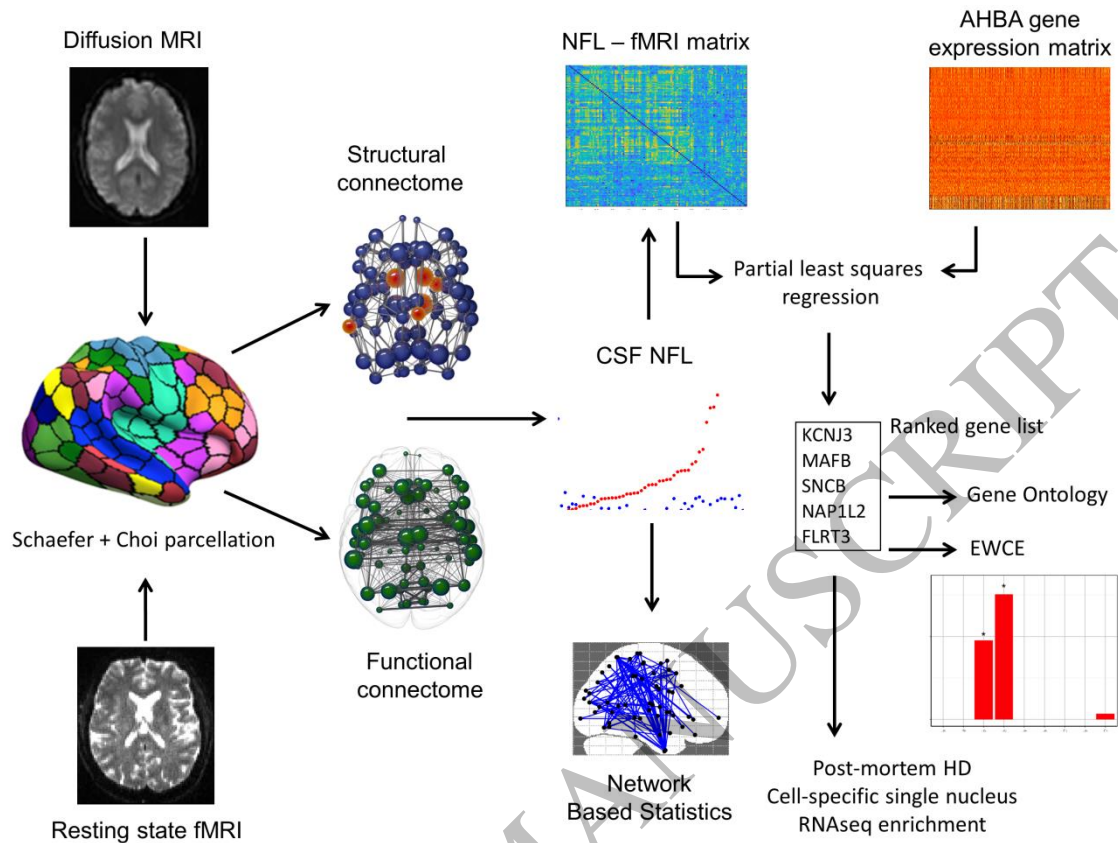 Diffusion MRI
Structural
connectome
Schaefer + Choi parcellation
Functional
connectome
Resting state fMRI
NFL – fMRI matrix
AHBA gene
expression matrix
Partial least squares
regression
CSF NFL
Network
Based Statistics
KCNJ3
MAFB
SNCB
NAP1L2
FLRT3
Ranked gene list
Gene Ontology
EWCE
*
*
Post-mortem HD
Cell-specific single nucleus
RNAseq enrichment
MANUSCRIPT